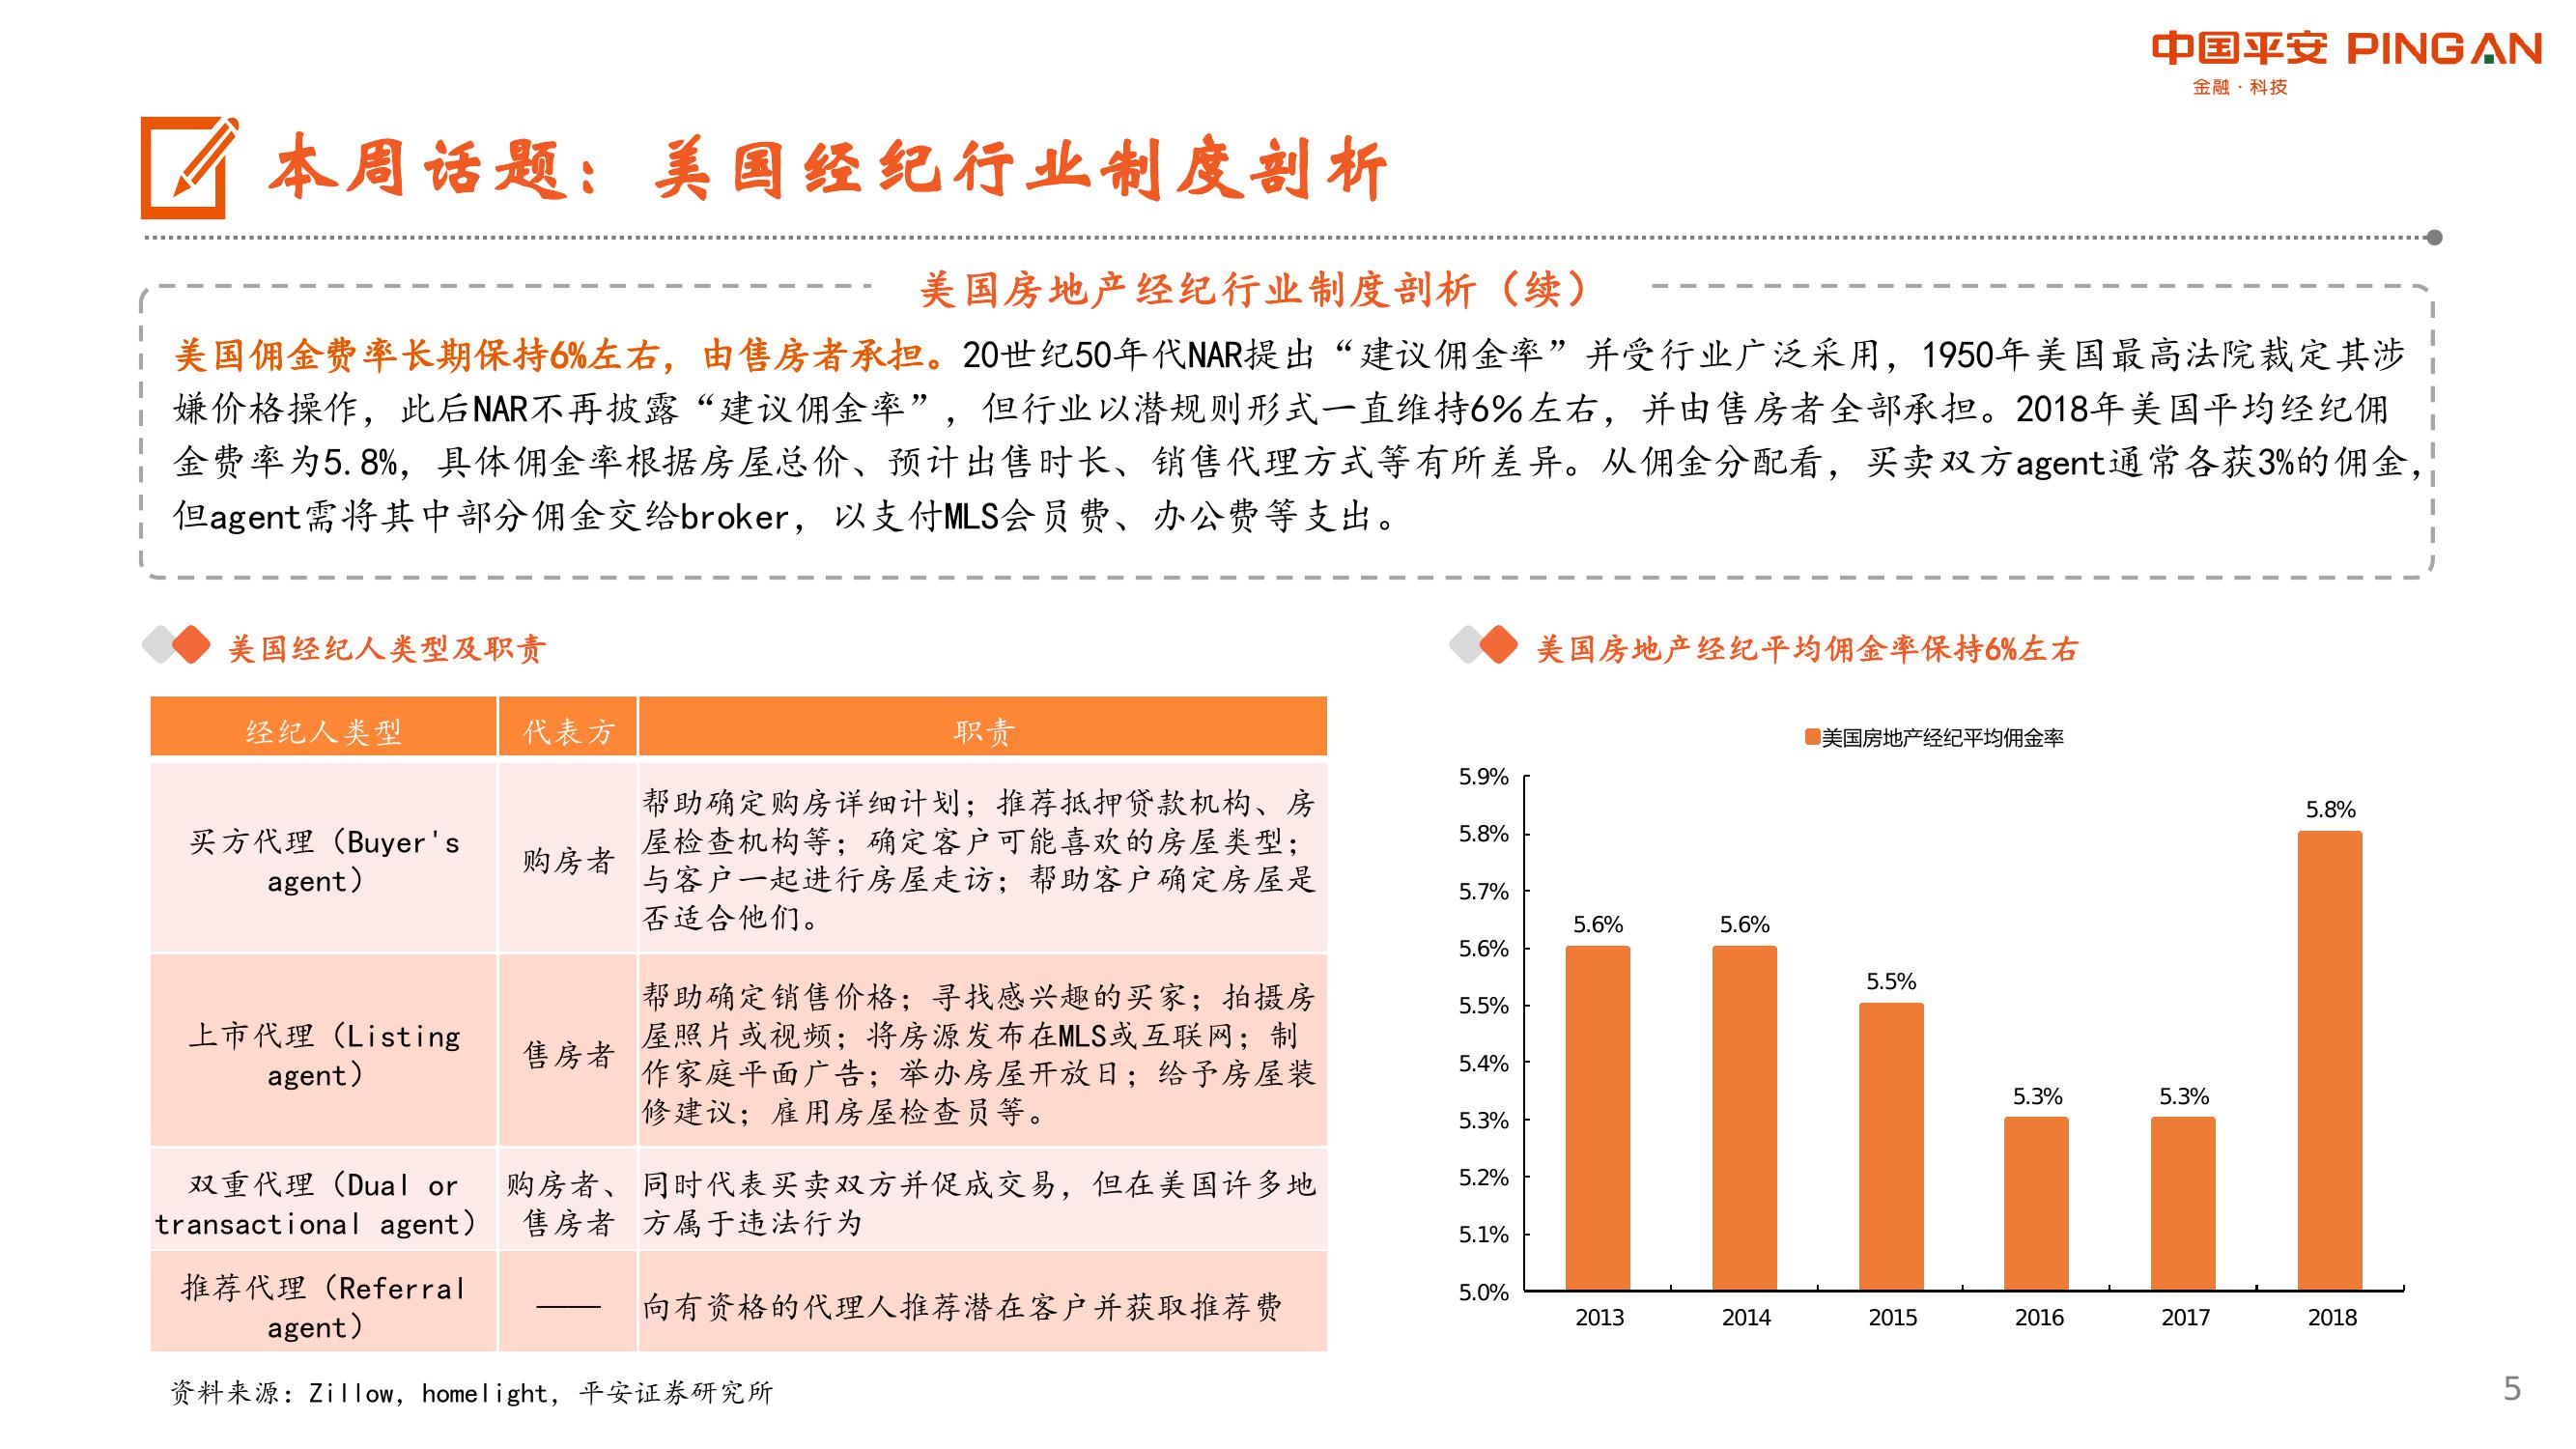 中国平安 PINGAN
金融·科技
本周话题：美国经纪行业制度剖析
美国房地产经纪行业制度剖析（续）
美国佣金费率长期保持6%左右，由售房者承担。20世纪50年代NAR提出“建议佣金率”并受行业广泛采用，1950年美国最高法院裁定其涉
嫌价格操作，此后NAR不再披露“建议佣金率”，但行业以潜规则形式一直维持6%左右，并由售房者全部承担。2018年美国平均经纪佣
金费率为5.8%，具体佣金率根据房屋总价、预计出售时长、销售代理方式等有所差异。从佣金分配看，买卖双方agent通常各获3%的佣金，
但agent需将其中部分佣金交给broker，以支付MLS会员费、办公费等支出。
美国经纪人类型及职责
经纪人类型 代表方 职责
买方代理（Buyer's
agent）
购房者
帮助确定购房详细计划；推荐抵押贷款机构、房
屋检查机构等；确定客户可能喜欢的房屋类型；
与客户一起进行房屋走访；帮助客户确定房屋是
否适合他们。
上市代理（Listing
agent）
售房者
帮助确定销售价格；寻找感兴趣的买家；拍摄房
屋照片或视频；将房源发布在MLS或互联网；制
作家庭平面广告；举办房屋开放日；给予房屋装
修建议；雇用房屋检查员等。
双重代理（Dual or
transactional agent）
购房者、
售房者
同时代表买卖双方并促成交易，但在美国许多地
方属于违法行为
推荐代理（Referral
agent）
——
向有资格的代理人推荐潜在客户并获取推荐费
美国房地产经纪平均佣金率保持6%左右
美国房地产经纪平均佣金率
5.9%
5.8%
5.7%
5.6%
5.5%
5.4%
5.3%
5.2%
5.1%
5.0%
5.6%
5.6%
5.5%
5.3%
5.3%
5.8%
2013 2014 2015 2016 2017 2018
资料来源：Zillow，homelight，平安证券研究所
5